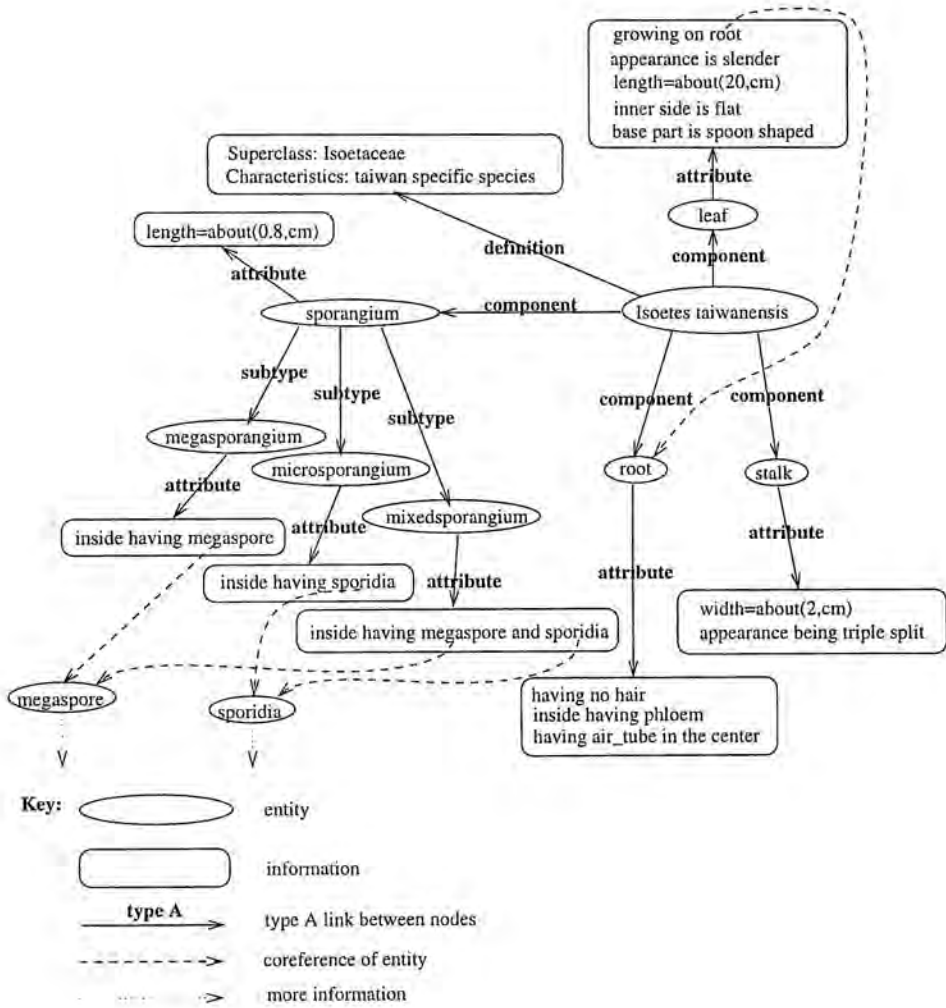 growing on root
appearance is slender
length=about(20,cm)
inner side is flat
base part is spoon shaped
Superclass: Isoetaceae
Characteristics: taiwan specific species
attribute
leaf
length=about(0.8,cm)
definition
component
attribute
sporangium
component
Isoetes taiwanensis
subtype
subtype
subtype
component
component
megasporangium
microsporangium
root
stalk
attribute
mixedsporangium
attribute
attribute
inside having megaspore
attribute
attribute
inside having sporidia
width=about(2,cm)
appearance being triple split
inside having megaspore and sporidia
megaspore
sporidia
having no hair
inside having phloem
having air_tube in the center
Key:
entity
information
type A
type A link between nodes
coreference of entity
more information